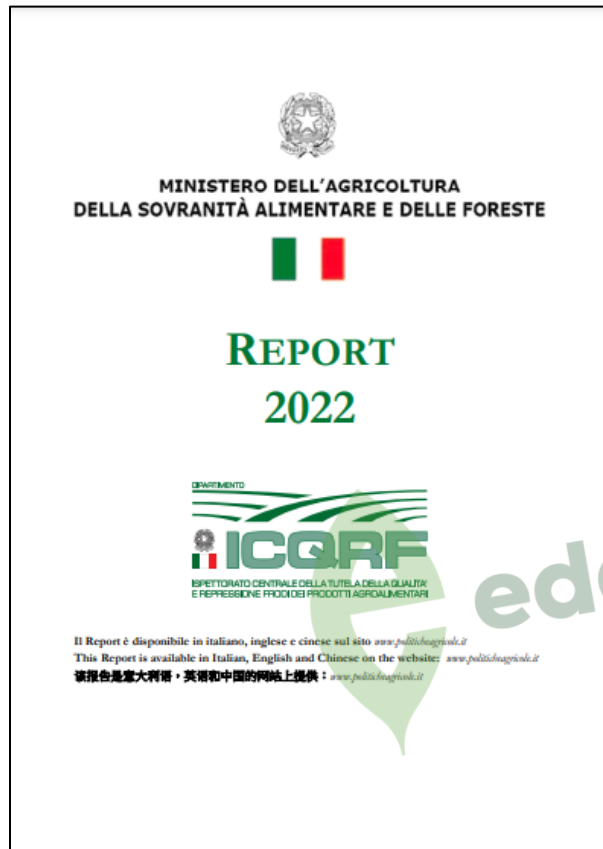 MINISTERO DELL'AGRICOLTURA
DELLA SOVRANITÀ ALIMENTARE E DELLE FORESTE
REPORT
2022
DIPARTIMENTO
ICQRF
ISPETTORATO CENTRALE DELLA TUTELA DELLA QUALITA'
E REPRESSIONE FRODI DEI PRODOTTI AGROALIMENTARI
Il Report è disponibile in italiano, inglese e cinese sul sito www.politicheagricole.it
This Report is available in Italian, English and Chinese on the website: www.politicheagricole.it
该报告是意大利语，英语和中国的网站上提供：www.politicheagricole.it